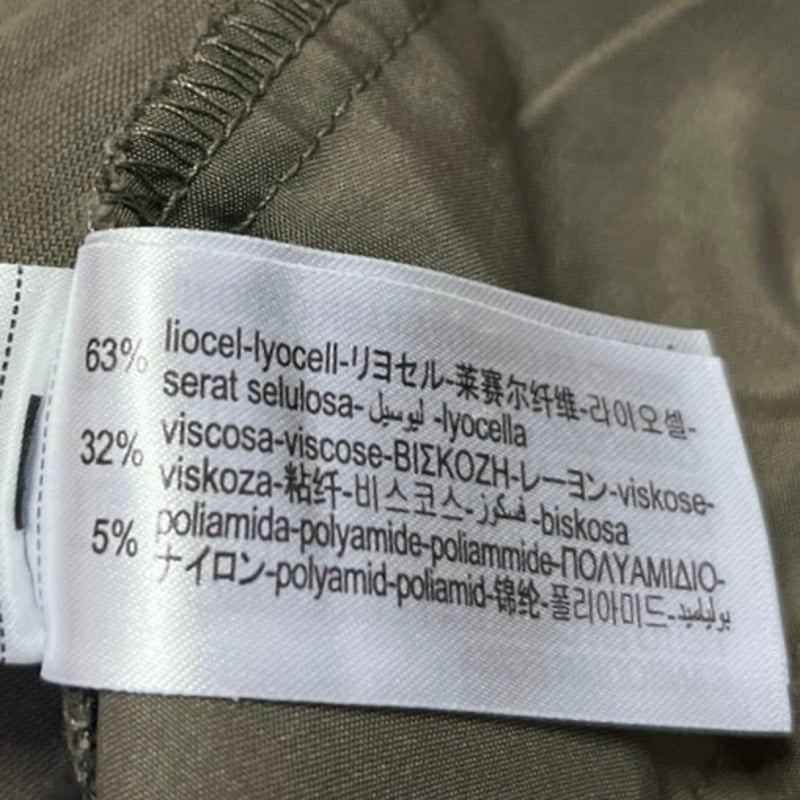 63% liocel-lyocell-リヨセル-莱赛尔纤维-라이오셀-
serat selulosa-ليوسيل-lyocella
32% viscosa-viscose-ΒΙΣΚΟΖΗ-レーヨン-viskose-
viskoza-粘纤-비스코스-فسكوز-biskosa
5% poliamida-polyamide-poliammide-ΠΟΛΥΑΜΙΔΙΟ-
ナイロン-polyamid-poliamid-锦纶-폴리아미드-بولياميد